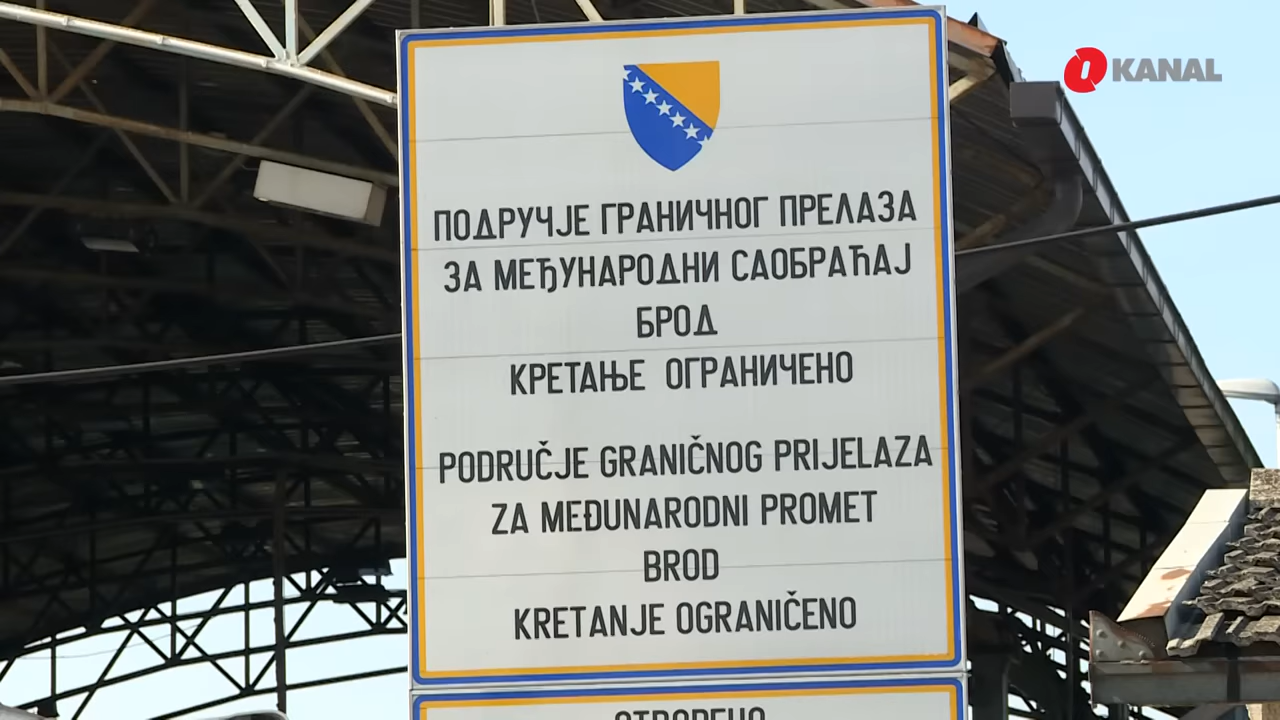 KANAL
ПОДРУЧЈЕ ГРАНИЧНОГ ПРЕЛАЗА
ЗА МЕЂУНАРОДНИ САОБРАЋАЈ
БРОД
КРЕТАЊЕ ОГРАНИЧЕНО
PODRUČJE GRANIČNOG PRIJELAZA
ZA MEĐUNARODNI PROMET
BROD
KRETANJE OGRANIČENO
ОТВОРЕНО